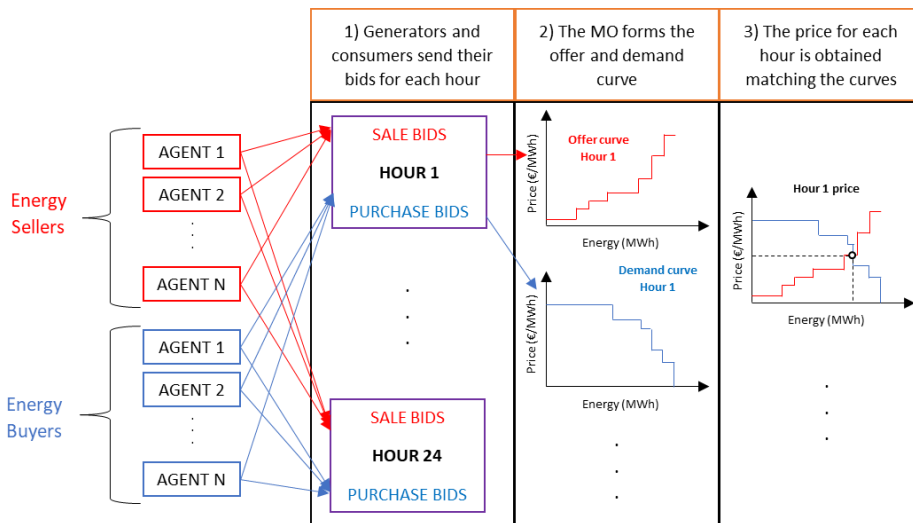 1) Generators and
consumers send their
bids for each hour
2) The MO forms the
offer and demand
curve
3) The price for each
hour is obtained
matching the curves
Energy
Sellers
AGENT 1
AGENT 2
AGENT N
Energy
Buyers
AGENT 1
AGENT 2
AGENT N
SALE BIDS
HOUR 1
PURCHASE BIDS
SALE BIDS
HOUR 24
PURCHASE BIDS
Price (€/MWh)
Offer curve
Hour 1
Energy (MWh)
Price (€/MWh)
Demand curve
Hour 1
Energy (MWh)
Hour 1 price
Price (€/MWh)
Energy (MWh)